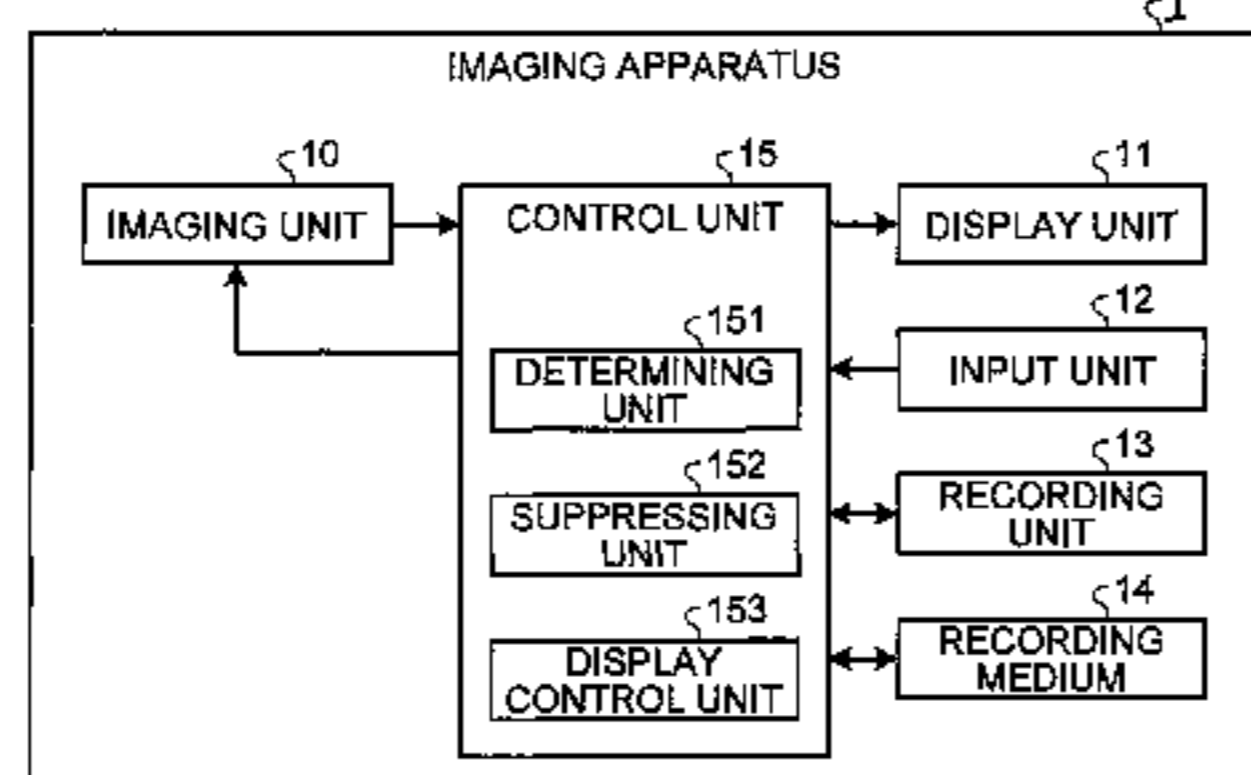 1
IMAGING APPARATUS
10
15
11
IMAGING UNIT
CONTROL UNIT
DISPLAY UNIT
12
INPUT UNIT
151
DETERMINING
UNIT
13
RECORDING
UNIT
152
SUPPRESSING
UNIT
14
RECORDING
MEDIUM
153
DISPLAY
CONTROL UNIT